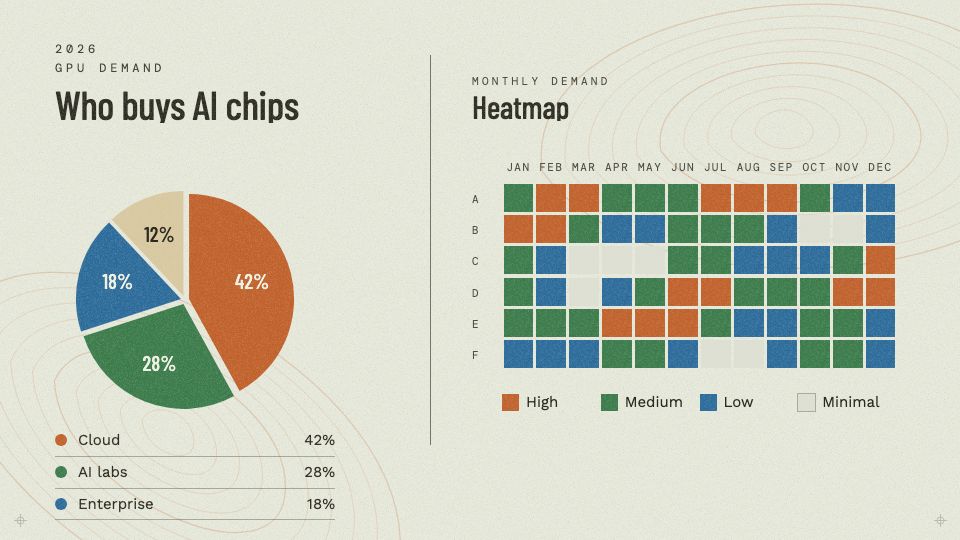 2026
GPU DEMAND
Who buys AI chips
12%
42%
18%
28%
Cloud 42%
AI labs 28%
Enterprise 18%
MONTHLY DEMAND
Heatmap
JAN FEB MAR APR MAY JUN JUL AUG SEP OCT NOV DEC
A
B
C
D
E
F
High Medium Low Minimal